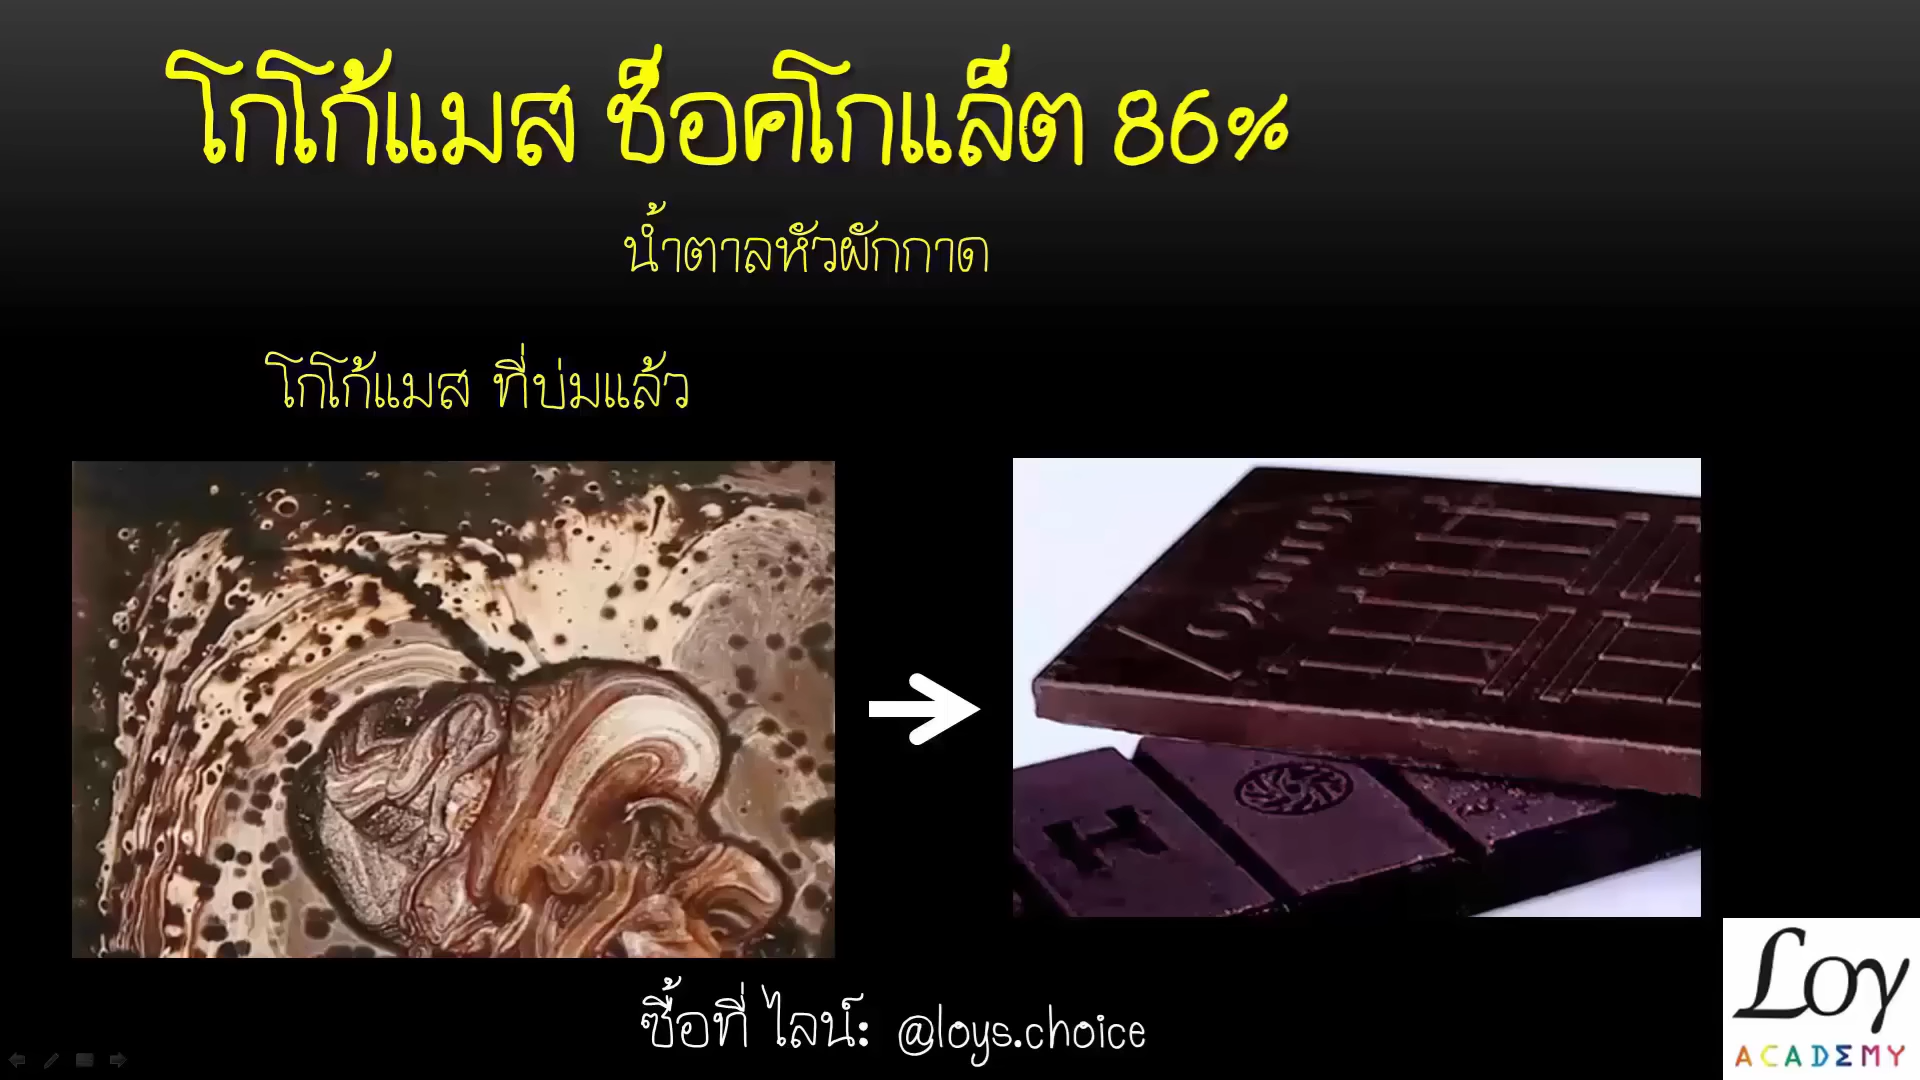 โกโก้แมส ช็อคโกแล็ต 86%
น้ำตาลหัวผักกาด
โกโก้แมส ที่บ่มแล้ว
H
ซื้อที่ ไลน์: @loys.choice
Loy
ACADEMY